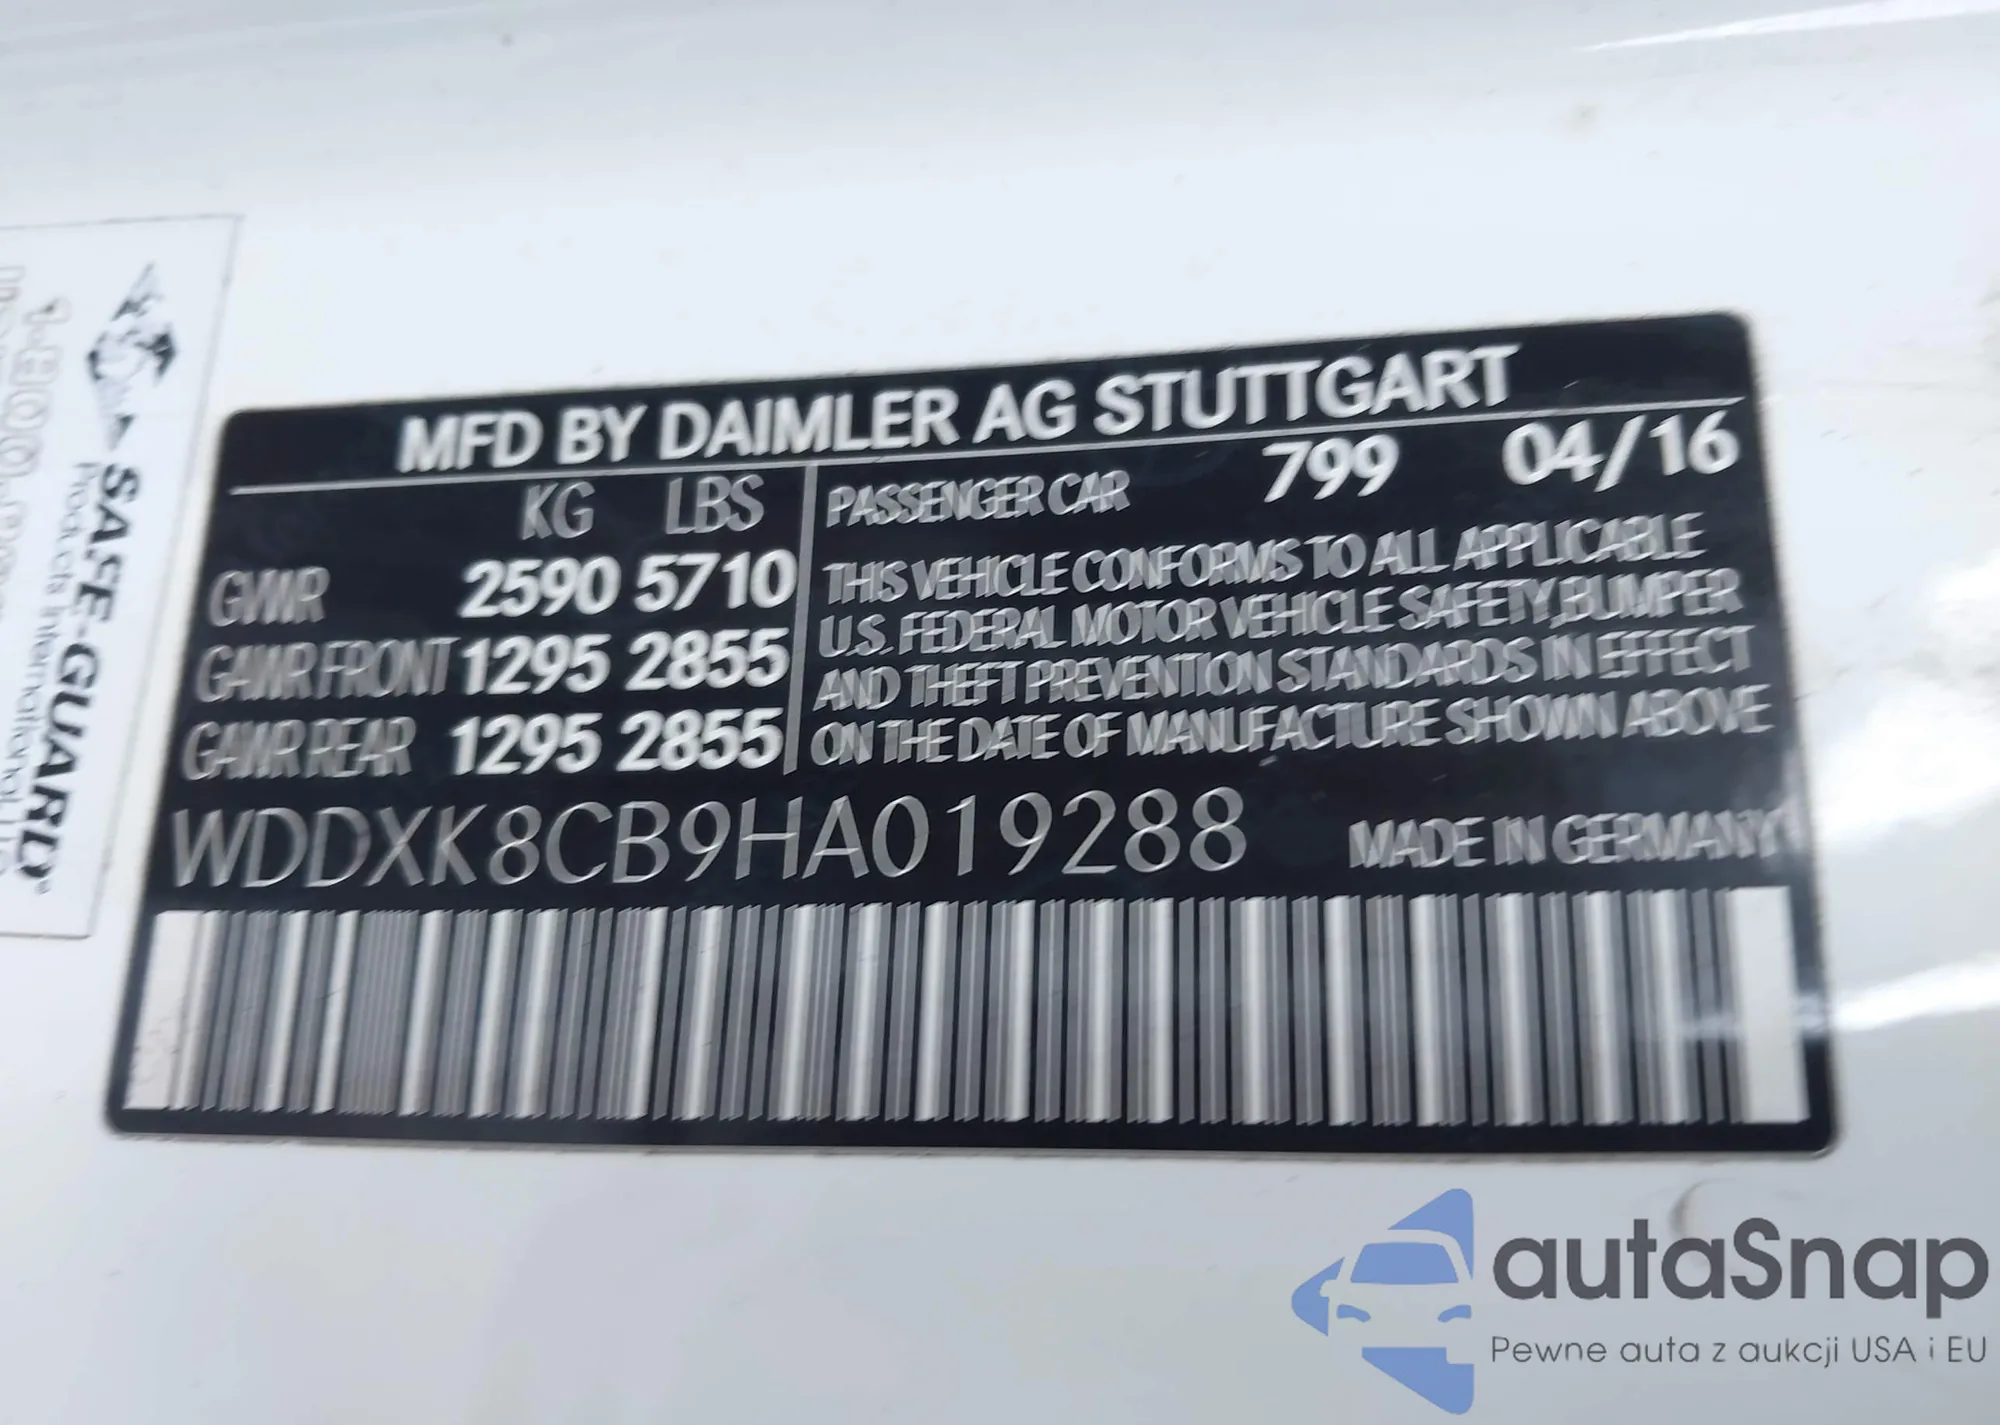 MFD BY DAIMLER AG STUTTGART
KG LBS
GVWR 2590 5710
GAWR FRONT 1295 2855
GAWR REAR 1295 2855
PASSENGER CAR 799 04/16
THIS VEHICLE CONFORMS TO ALL APPLICABLE
U.S. FEDERAL MOTOR VEHICLE SAFETY,BUMPER
AND THEFT PREVENTION STANDARDS IN EFFECT
ON THE DATE OF MANUFACTURE SHOWN ABOVE
WDDXK8CB9HA019288 MADE IN GERMANY
SAFE-GUARD®
Products International
autaSnap
Pewne auta z aukcji USA i EU